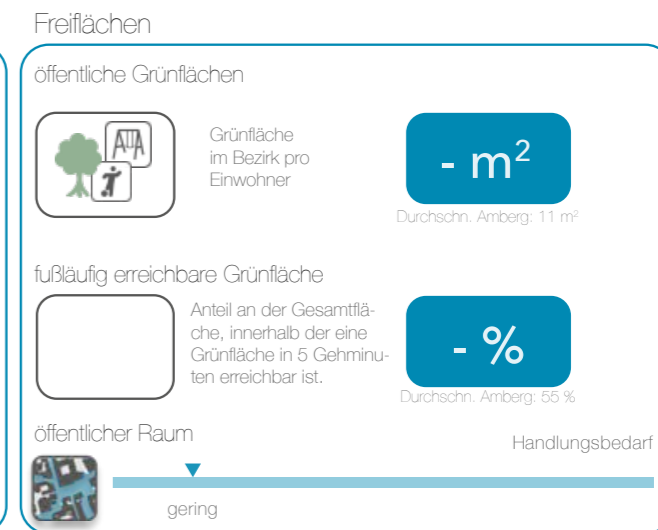 Freiflächen
öffentliche Grünflächen
Grünfläche
im Bezirk pro
Einwohner
- m²
Durchschn. Amberg: 11 m²
fußläufig erreichbare Grünfläche
Anteil an der Gesamtflä-
che, innerhalb der eine
Grünfläche in 5 Gehminu-
ten erreichbar ist.
- %
Durchschn. Amberg: 55 %
öffentlicher Raum
Handlungsbedarf
gering